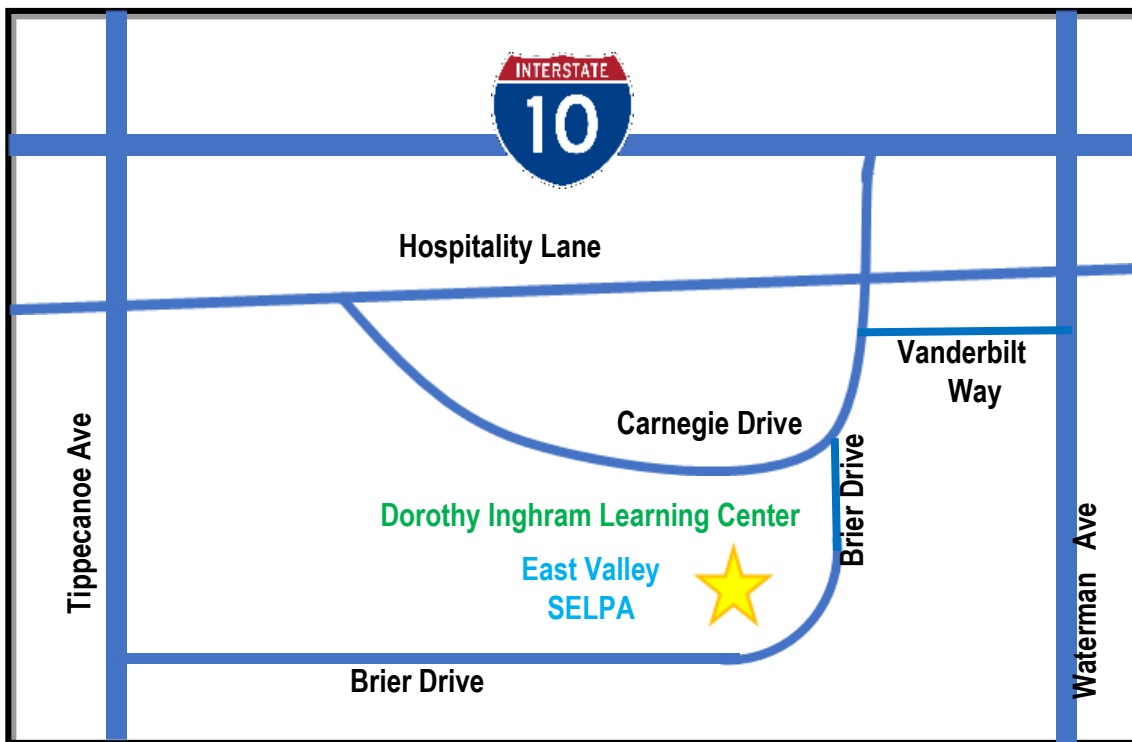 INTERSTATE
10
Hospitality Lane
Vanderbilt
Way
Carnegie Drive
Brier Drive
Tippecanoe Ave
Dorothy Inghram Learning Center
East Valley
SELPA
Waterman Ave
Brier Drive